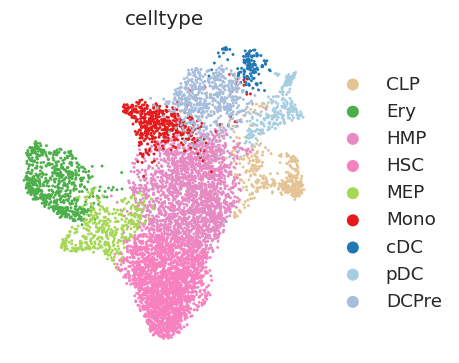 celltype
CLP
Ery
HMP
HSC
MEP
Mono
cDC
pDC
DCPre